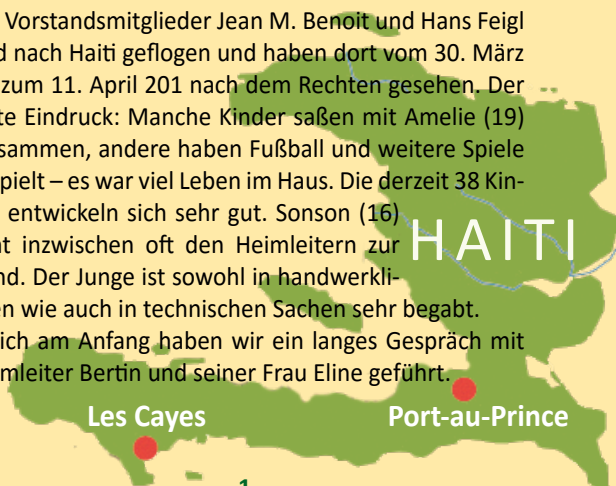 Vorstandsmitglieder Jean M. Benoit und Hans Feigl
d nach Haiti geflogen und haben dort vom 30. März
zum 11. April 201 nach dem Rechten gesehen. Der
te Eindruck: Manche Kinder saßen mit Amelie (19)
sammen, andere haben Fußball und weitere Spiele
pielt – es war viel Leben im Haus. Die derzeit 38 Kin-
entwickeln sich sehr gut. Sonson (16)
t inzwischen oft den Heimleitern zur
nd. Der Junge ist sowohl in handwerkli-
en wie auch in technischen Sachen sehr begabt.
ich am Anfang haben wir ein langes Gespräch mit
mleiter Bertin und seiner Frau Eline geführt.
HAITI
Les Cayes
Port-au-Prince
1